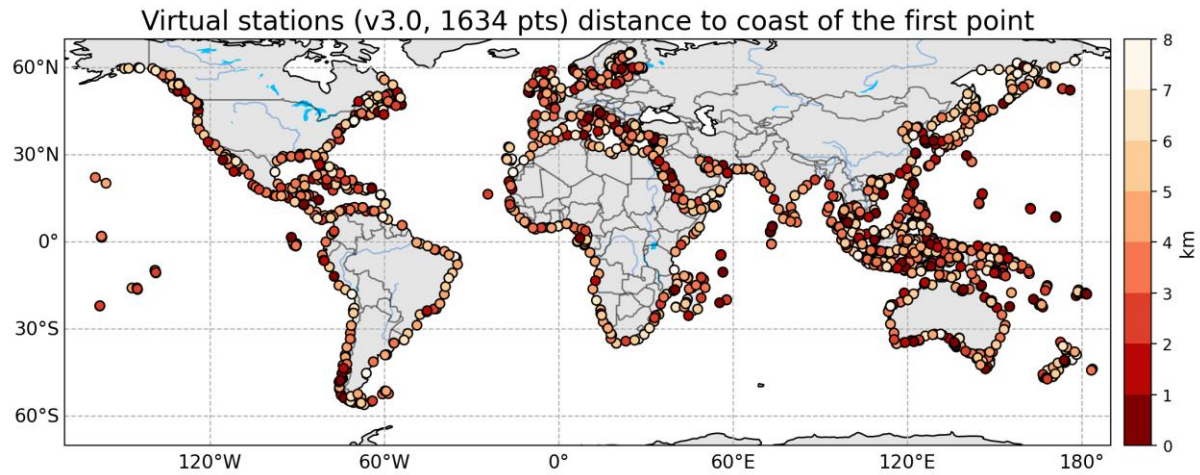 Virtual stations (v3.0, 1634 pts) distance to coast of the first point
60°N
30°N
0°
30°S
60°S
120°W
60°W
0°
60°E
120°E
180°
8
7
6
5
4
3
2
1
0
km